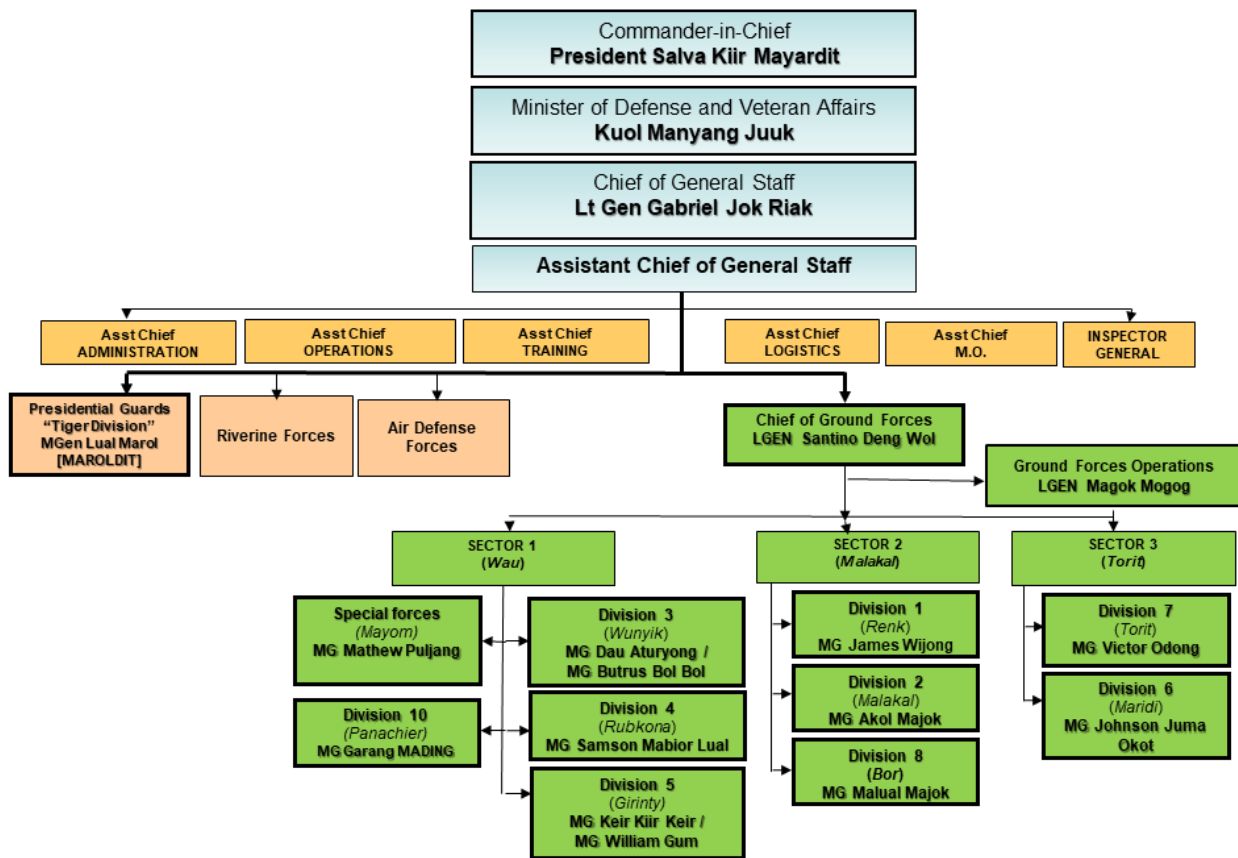 Commander-in-Chief
President Salva Kiir Mayardit
Minister of Defense and Veteran Affairs
Kuol Manyang Juuk
Chief of General Staff
Lt Gen Gabriel Jok Riak
Assistant Chief of General Staff
Asst Chief
ADMINISTRATION
Asst Chief
OPERATIONS
Asst Chief
TRAINING
Asst Chief
LOGISTICS
Asst Chief
M.O.
INSPECTOR
GENERAL
Presidential Guards
“Tiger Division”
MGen Lual Marol
[MAROLDIT]
Riverine Forces
Air Defense
Forces
Chief of Ground Forces
LGEN Santino Deng Wol
Ground Forces Operations
LGEN Magok Mogog
SECTOR 1
(Wau)
Special forces
(Mayom)
MG Mathew Puljang
Division 3
(Wunyik)
MG Dau Aturyong /
MG Butrus Bol Bol
Division 10
(Panachier)
MG Garang MADING
Division 4
(Rubkona)
MG Samson Mabior Lual
Division 5
(Girinty)
MG Keir Kiir Keir /
MG William Gum
SECTOR 2
(Malakal)
Division 1
(Renk)
MG James Wijong
Division 2
(Malakal)
MG Akol Majok
Division 8
(Bor)
MG Malual Majok
SECTOR 3
(Torit)
Division 7
(Torit)
MG Victor Odong
Division 6
(Maridi)
MG Johnson Juma
Okot